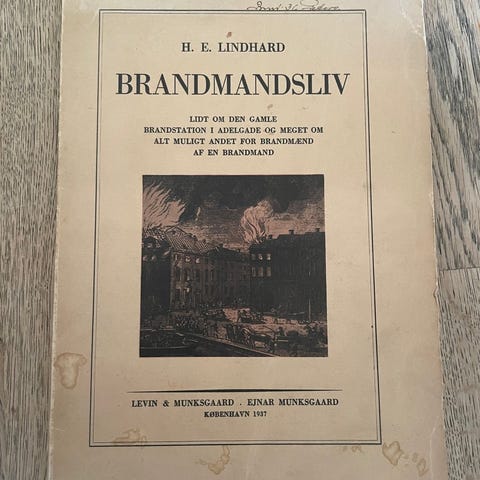 H. E. LINDHARD
BRANDMANDSLIV
LIDT OM DEN GAMLE
BRANDSTATION I ADELGADE OG MEGET OM
ALT MULIGT ANDET FOR BRANDMÆND
AF EN BRANDMAND
LEVIN & MUNKSGAARD . EJNAR MUNKSGAARD
KØBENHAVN 1937